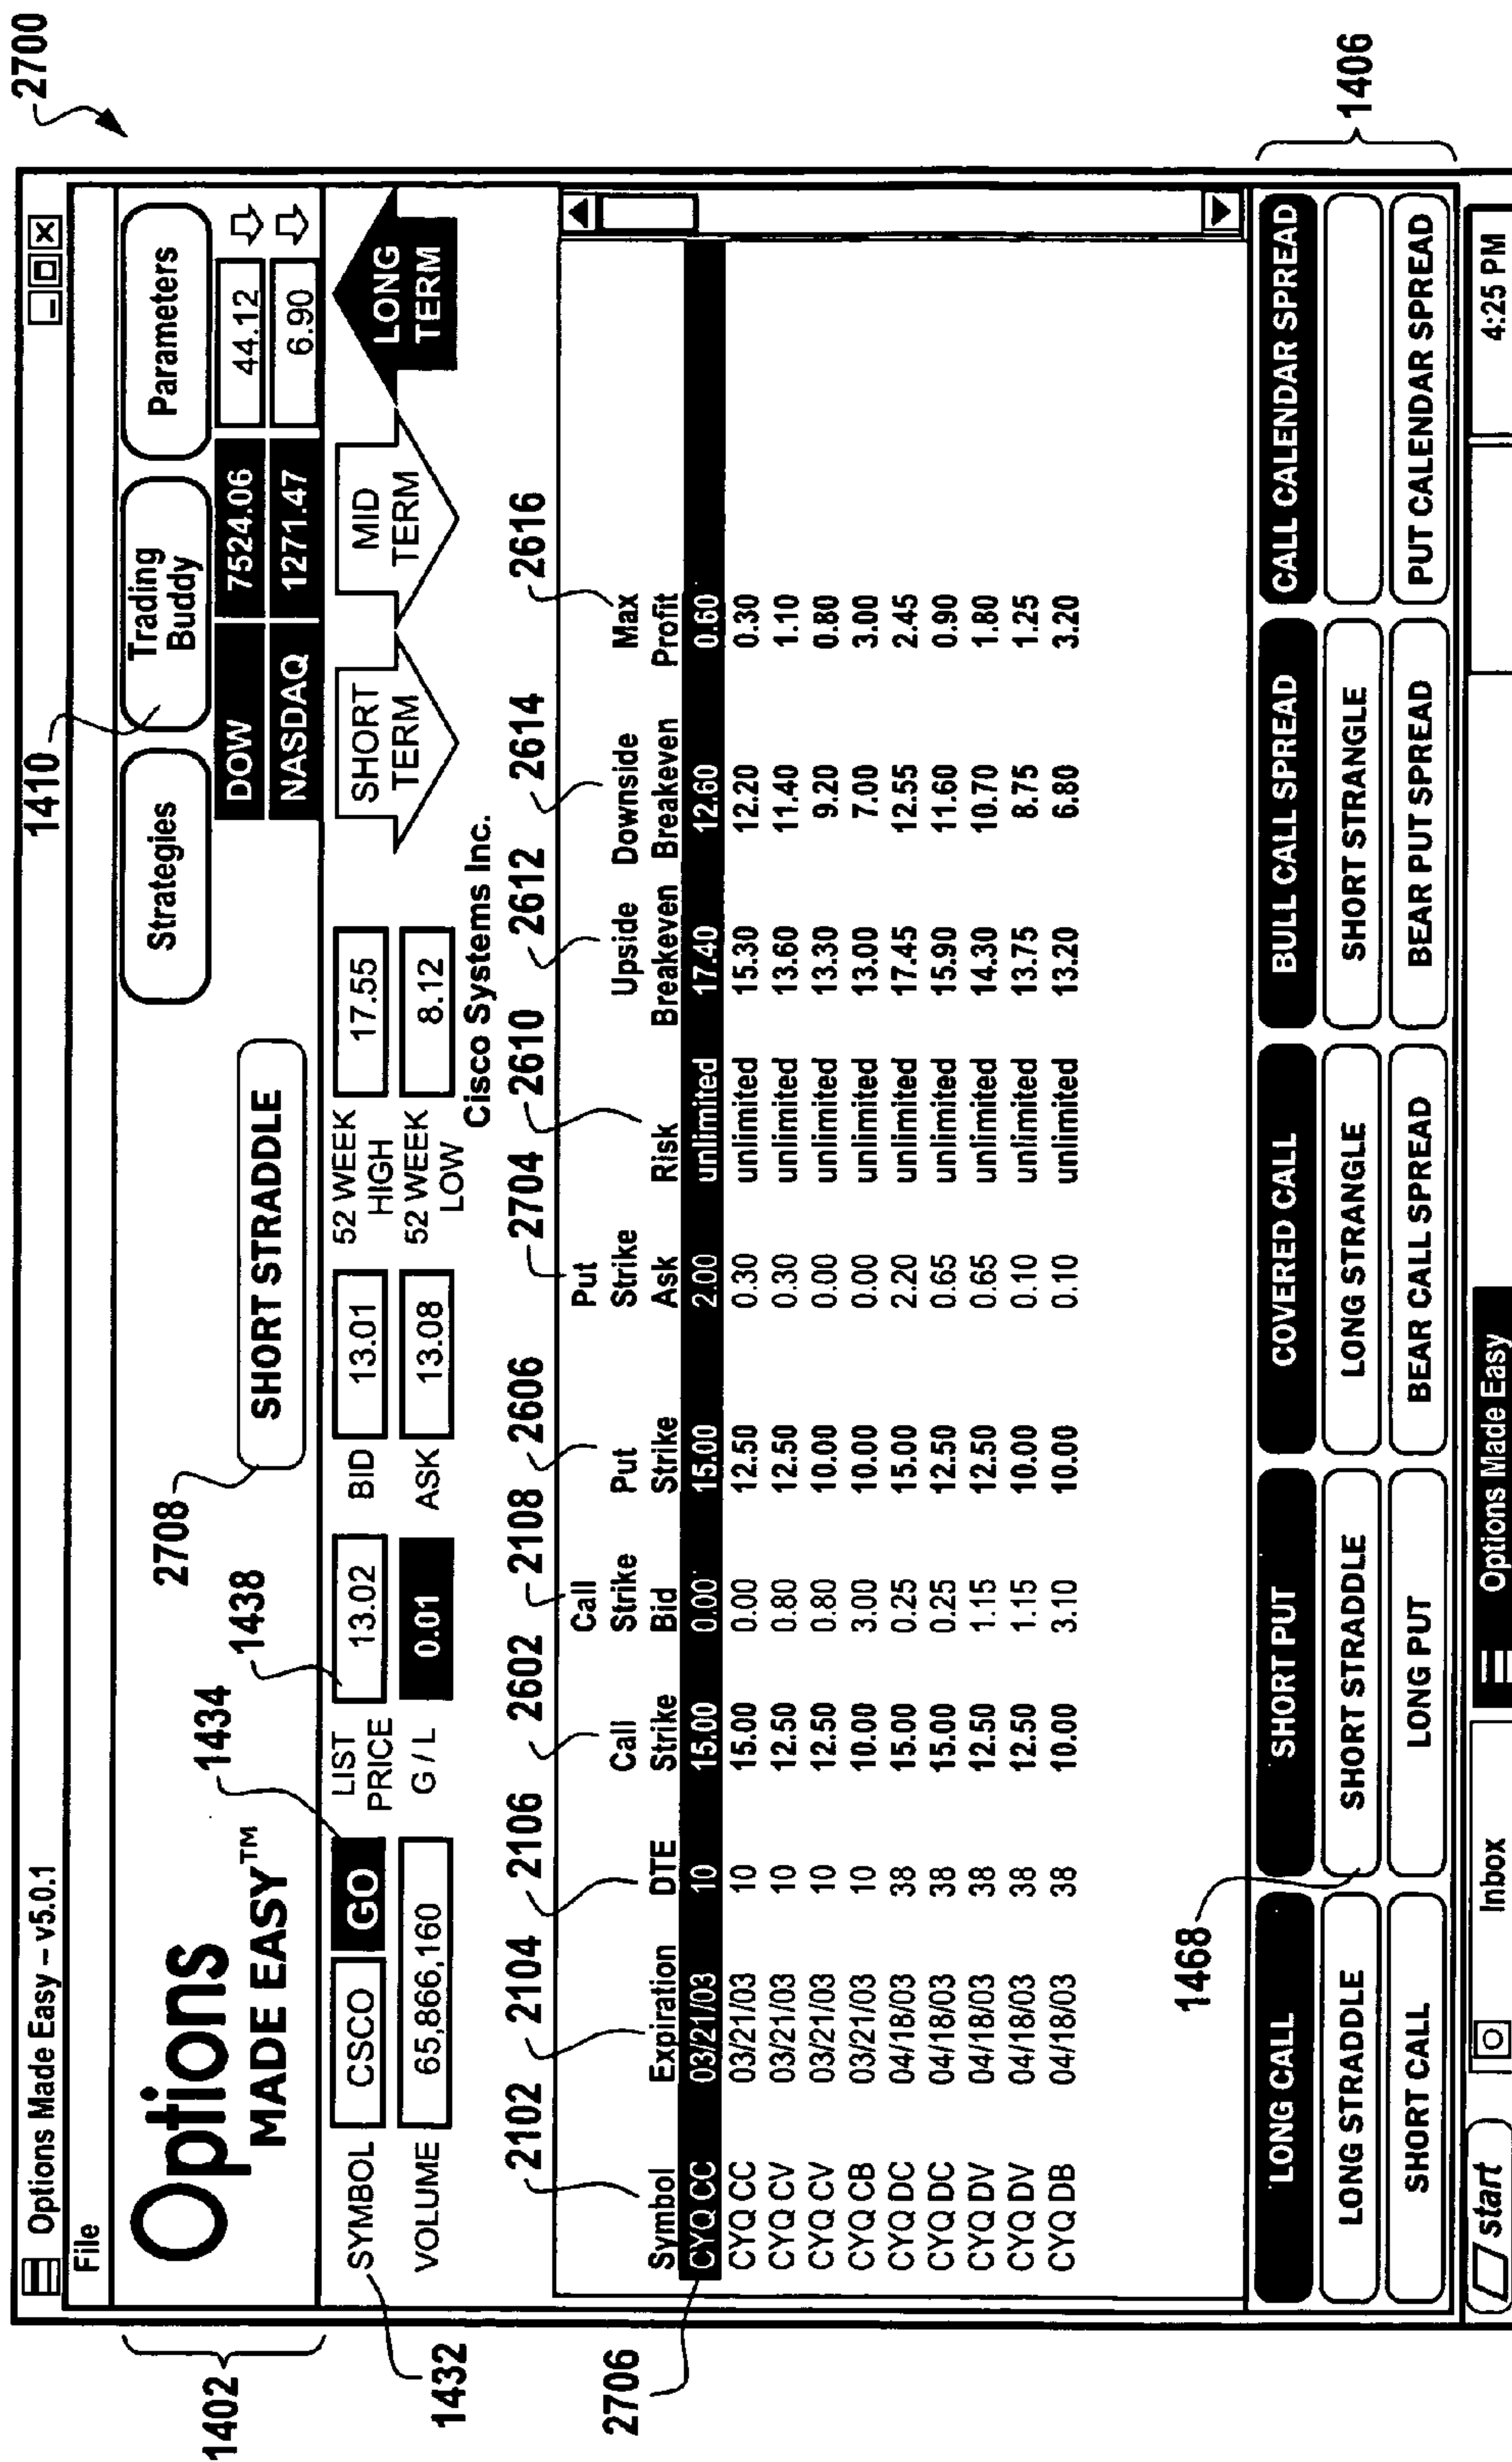 2700
Options Made Easy – v5.0.1
File
1402
Options
MADE EASY™
1410
Strategies
Trading
Buddy
Parameters
2708
SHORT STRADDLE
DOW 7524.06 44.12
NASDAQ 1271.47 6.90
1432
1434
1438
SYMBOL CSCO GO
LIST
PRICE 13.02
BID 13.01
52 WEEK
HIGH 17.55
VOLUME 65,866,160
G / L 0.01
ASK 13.08
52 WEEK
LOW 8.12
SHORT
TERM
MID
TERM
LONG
TERM
Cisco Systems Inc.
2102 2104 2106 2602 2108 2606 2704 2610 2612 2614 2616
Symbol Expiration DTE Call Strike Call Strike Bid Put Strike Put Strike Ask Risk Upside Breakeven Downside Breakeven Max Profit
2706
CYQ CC 03/21/03 10 15.00 0.00 15.00 2.00 unlimited 17.40 12.60 0.60
CYQ CC 03/21/03 10 15.00 0.00 12.50 0.30 unlimited 15.30 12.20 0.30
CYQ CV 03/21/03 10 12.50 0.80 12.50 0.30 unlimited 13.60 11.40 1.10
CYQ CV 03/21/03 10 12.50 0.80 10.00 0.00 unlimited 13.30 9.20 0.80
CYQ CB 03/21/03 10 10.00 3.00 10.00 0.00 unlimited 13.00 7.00 3.00
CYQ DC 04/18/03 38 15.00 0.25 15.00 2.20 unlimited 17.45 12.55 2.45
CYQ DC 04/18/03 38 15.00 0.25 12.50 0.65 unlimited 15.90 11.60 0.90
CYQ DV 04/18/03 38 12.50 1.15 12.50 0.65 unlimited 14.30 10.70 1.80
CYQ DV 04/18/03 38 12.50 1.15 10.00 0.10 unlimited 13.75 8.75 1.25
CYQ DB 04/18/03 38 10.00 3.10 10.00 0.10 unlimited 13.20 6.80 3.20
1468
1406
LONG CALL SHORT PUT COVERED CALL BULL CALL SPREAD CALL CALENDAR SPREAD
LONG STRADDLE SHORT STRADDLE LONG STRANGLE SHORT STRANGLE
SHORT CALL LONG PUT BEAR CALL SPREAD BEAR PUT SPREAD PUT CALENDAR SPREAD
start Inbox Options Made Easy 4:25 PM